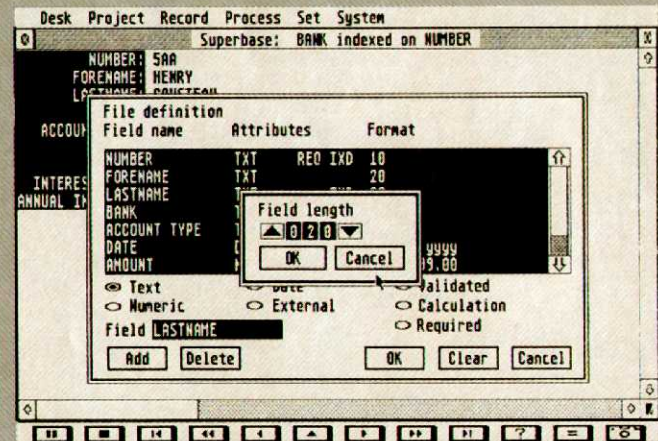 Desk Project Record Process Set System
Superbase: BANK indexed on NUMBER
NUMBER: 5AA
FORENAME: HENRY
File definition
Field name Attributes Format
NUMBER TXT REQ IXD 10
FORENAME TXT 20
LASTNAME
BANK
ACCOUNT TYPE
DATE yyyy
AMOUNT
Field length
020
OK Cancel
Text Validated
Numeric External Calculation
Required
Field LASTNAME
Add Delete OK Clear Cancel
? =